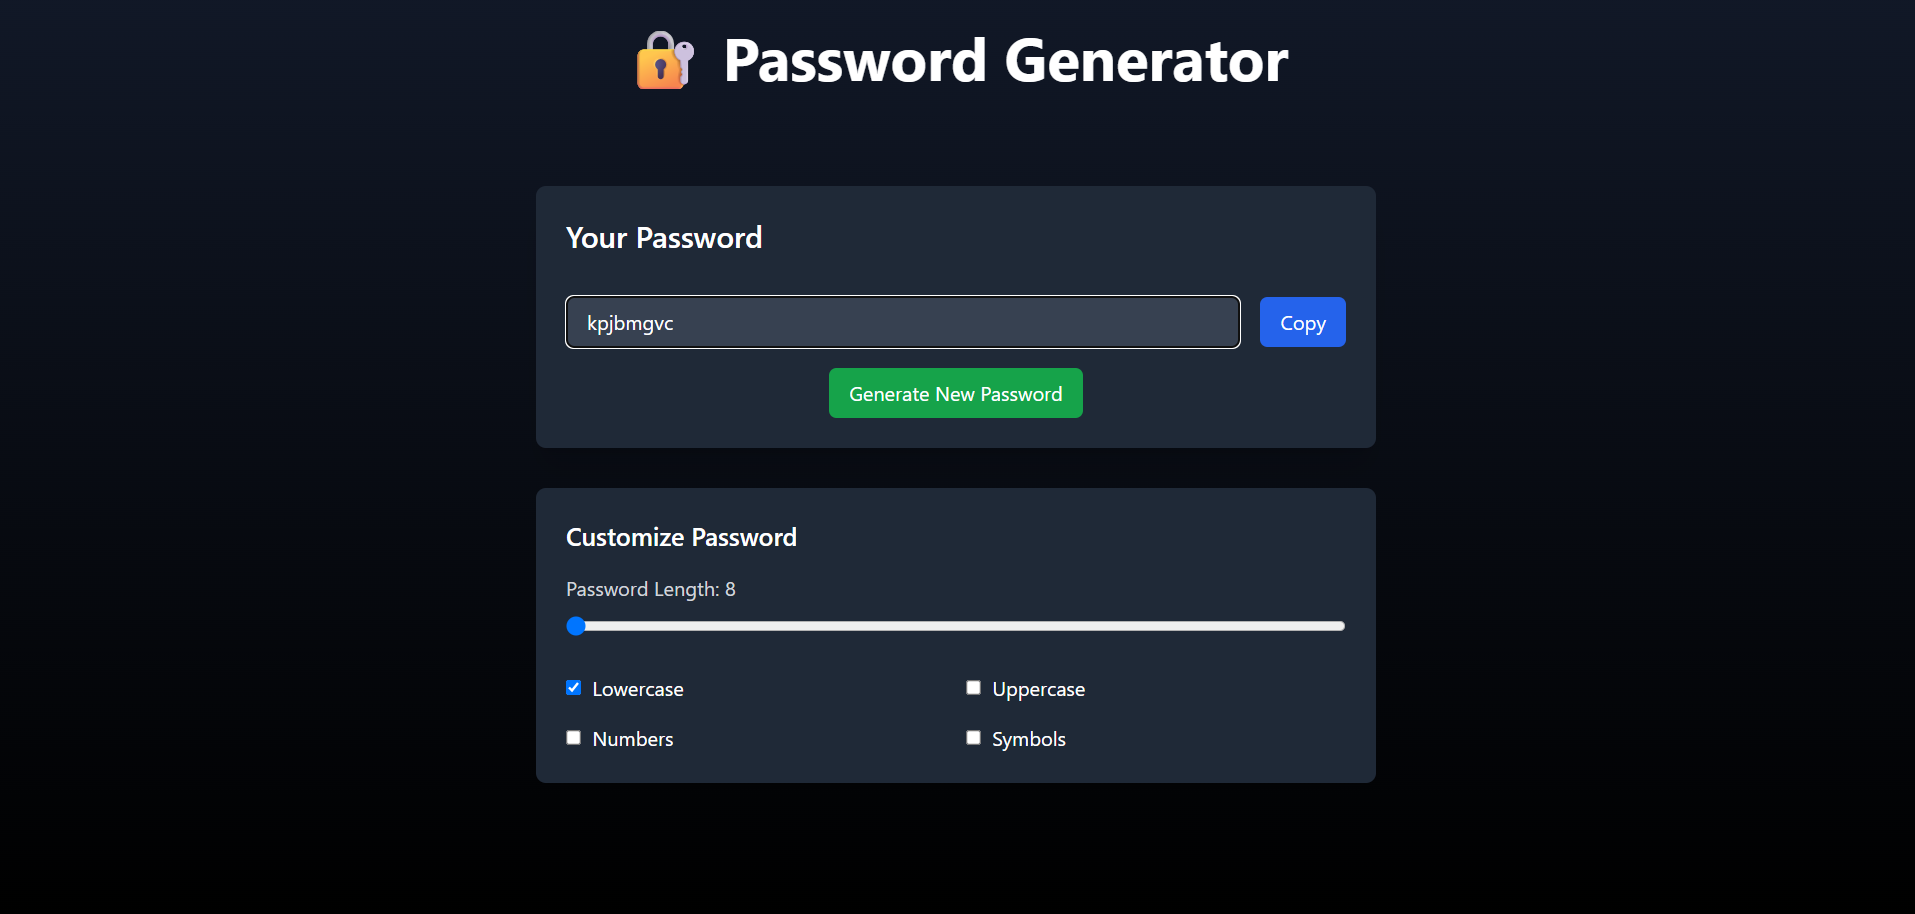 🔐 Password Generator
Your Password
kpjbmgvc
Copy
Generate New Password
Customize Password
Password Length: 8
Lowercase
Uppercase
Numbers
Symbols